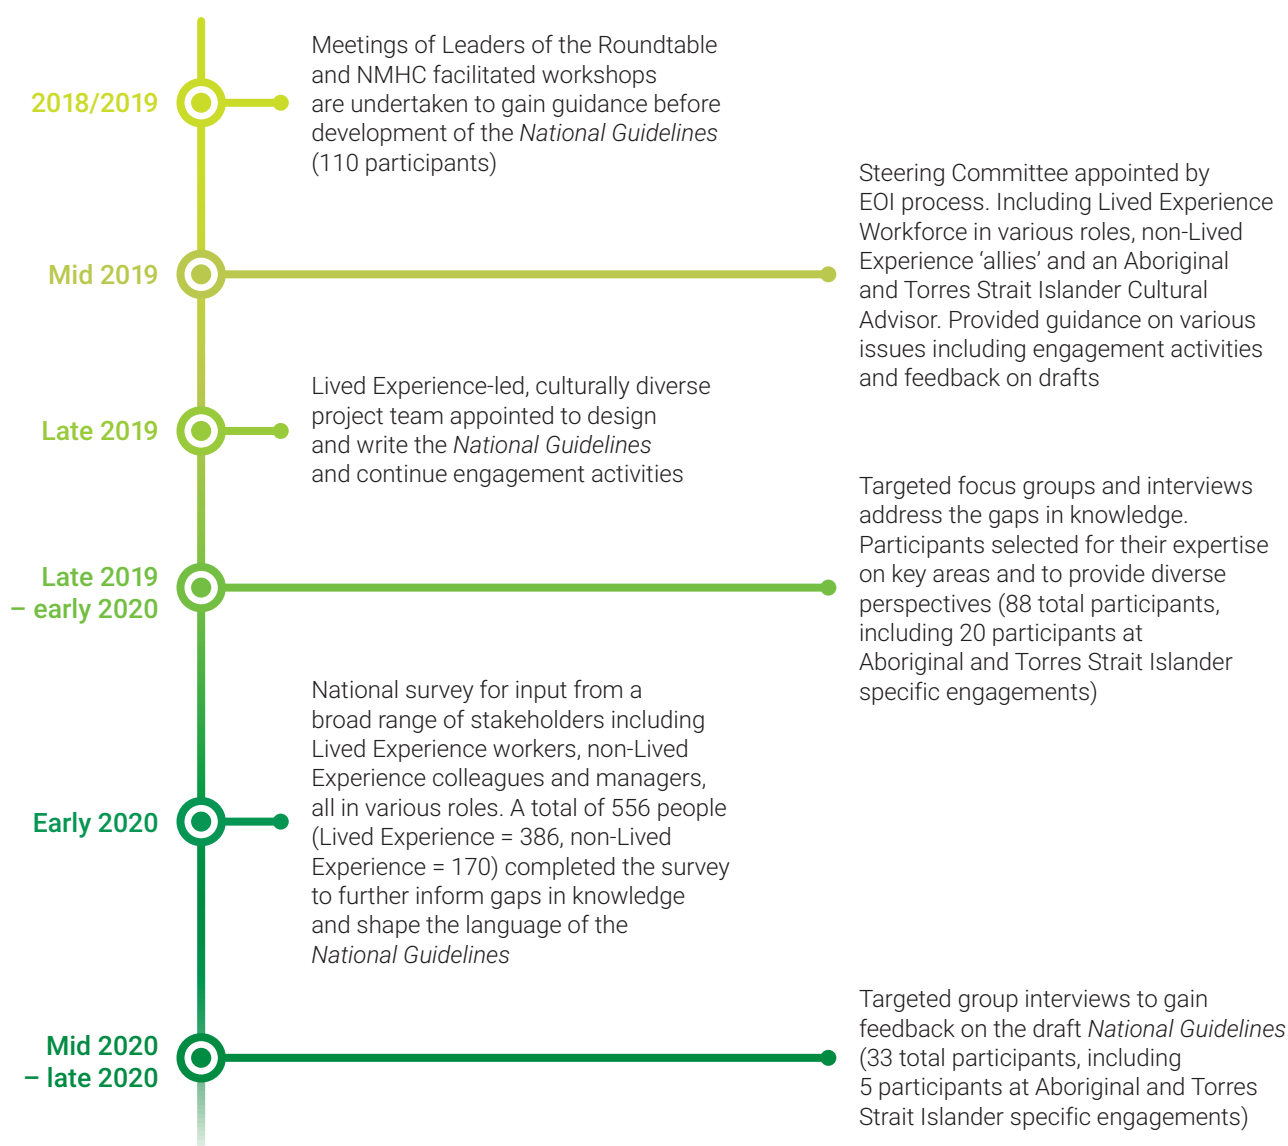 2018/2019
Meetings of Leaders of the Roundtable
and NMHC facilitated workshops
are undertaken to gain guidance before
development of the National Guidelines
(110 participants)
Mid 2019
Steering Committee appointed by
EOI process. Including Lived Experience
Workforce in various roles, non-Lived
Experience ‘allies’ and an Aboriginal
and Torres Strait Islander Cultural
Advisor. Provided guidance on various
issues including engagement activities
and feedback on drafts
Late 2019
Lived Experience-led, culturally diverse
project team appointed to design
and write the National Guidelines
and continue engagement activities
Late 2019
– early 2020
Targeted focus groups and interviews
address the gaps in knowledge.
Participants selected for their expertise
on key areas and to provide diverse
perspectives (88 total participants,
including 20 participants at
Aboriginal and Torres Strait Islander
specific engagements)
Early 2020
National survey for input from a
broad range of stakeholders including
Lived Experience workers, non-Lived
Experience colleagues and managers,
all in various roles. A total of 556 people
(Lived Experience = 386, non-Lived
Experience = 170) completed the survey
to further inform gaps in knowledge
and shape the language of the
National Guidelines
Mid 2020
– late 2020
Targeted group interviews to gain
feedback on the draft National Guidelines
(33 total participants, including
5 participants at Aboriginal and Torres
Strait Islander specific engagements)